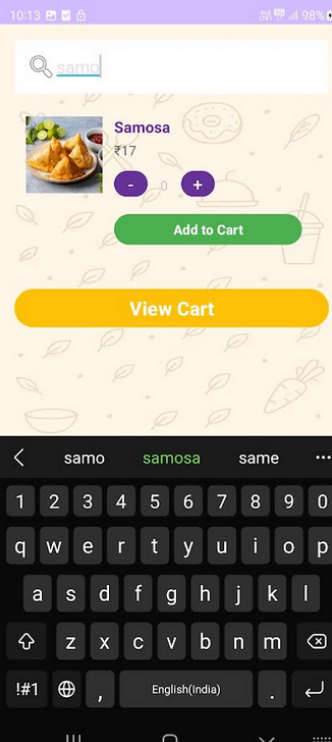 10:13 98%
samo
Samosa
₹17
- 0 +
Add to Cart
View Cart
samo samosa same
1 2 3 4 5 6 7 8 9 0
q w e r t y u i o p
a s d f g h j k l
z x c v b n m
!#1 , English(India) .